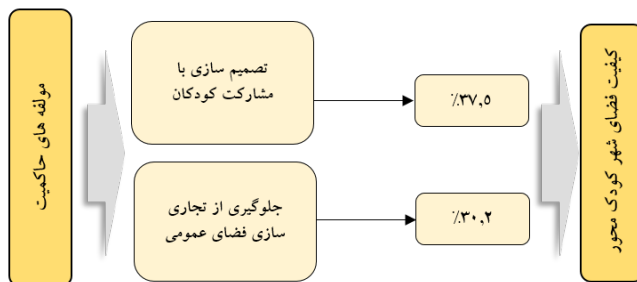 مولفه های حاکمیت
تصمیم سازی با
مشارکت کودکان
٪۳۷,۵
جلوگیری از تجاری
سازی فضای عمومی
٪۳۰,۲
کیفیت فضای شهر کودک محور